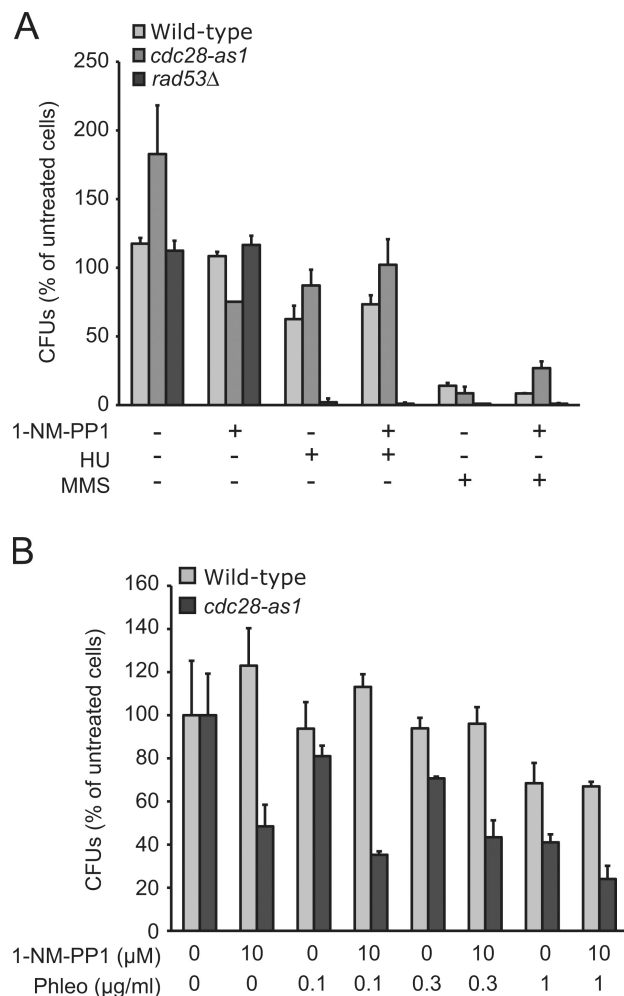 A
Wild-type
cdc28-as1
rad53Δ
CFUs (% of untreated cells)
250
200
150
100
50
0
1-NM-PP1 - + - + - +
HU - - + + - -
MMS - - - - + +
B
Wild-type
cdc28-as1
CFUs (% of untreated cells)
160
140
120
100
80
60
40
20
0
1-NM-PP1 (µM) 0 10 0 10 0 10 0 10
Phleo (µg/ml) 0 0 0.1 0.1 0.3 0.3 1 1